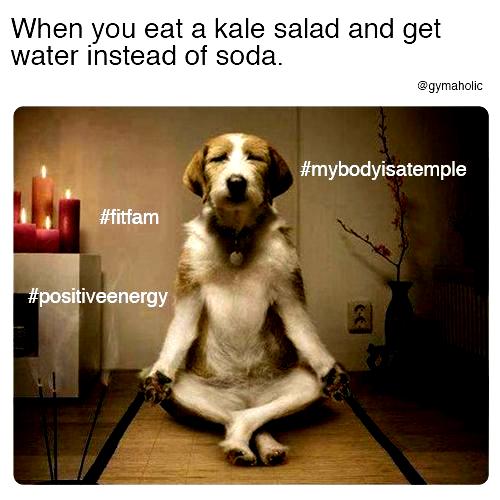 When you eat a kale salad and get
water instead of soda.
@gymaholic
#mybodyisatemple
#fitfam
#positiveenergy